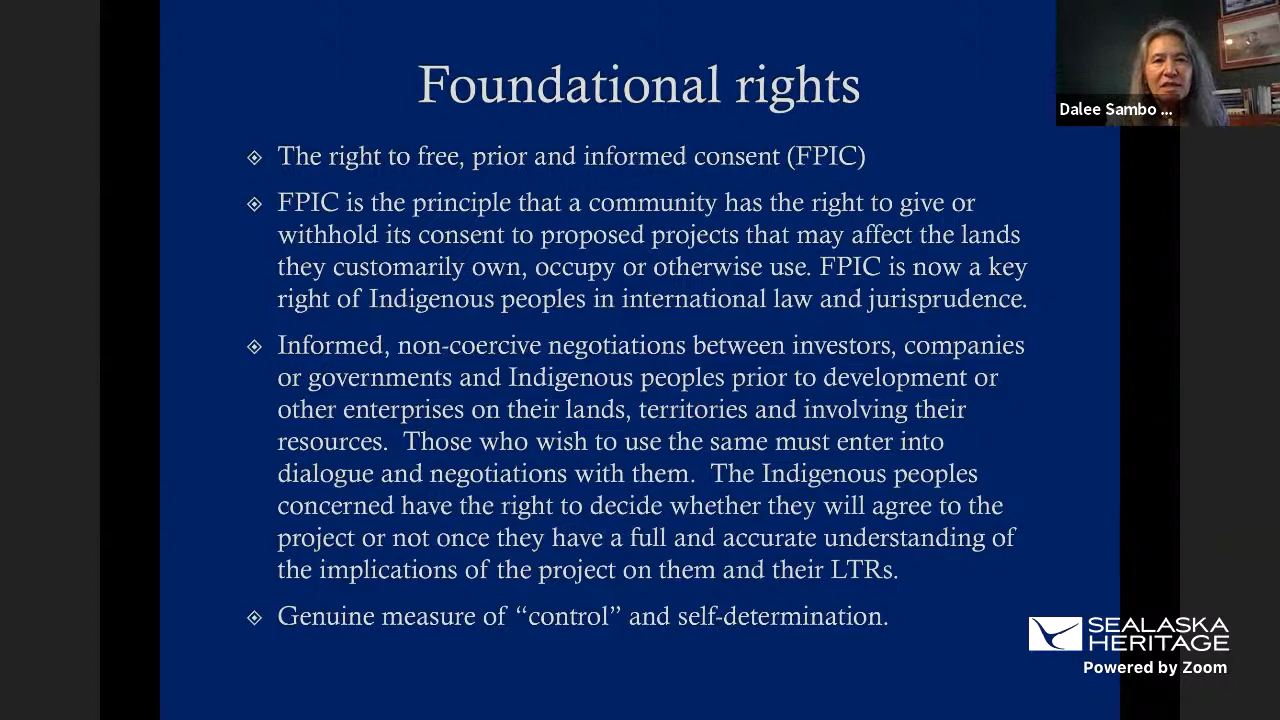 Foundational rights
The right to free, prior and informed consent (FPIC)
FPIC is the principle that a community has the right to give or
withhold its consent to proposed projects that may affect the lands
they customarily own, occupy or otherwise use. FPIC is now a key
right of Indigenous peoples in international law and jurisprudence.
Informed, non-coercive negotiations between investors, companies
or governments and Indigenous peoples prior to development or
other enterprises on their lands, territories and involving their
resources.  Those who wish to use the same must enter into
dialogue and negotiations with them.  The Indigenous peoples
concerned have the right to decide whether they will agree to the
project or not once they have a full and accurate understanding of
the implications of the project on them and their LTRs.
Genuine measure of “control” and self-determination.
Dalee Sambo ...
SEALASKA
HERITAGE
Powered by Zoom